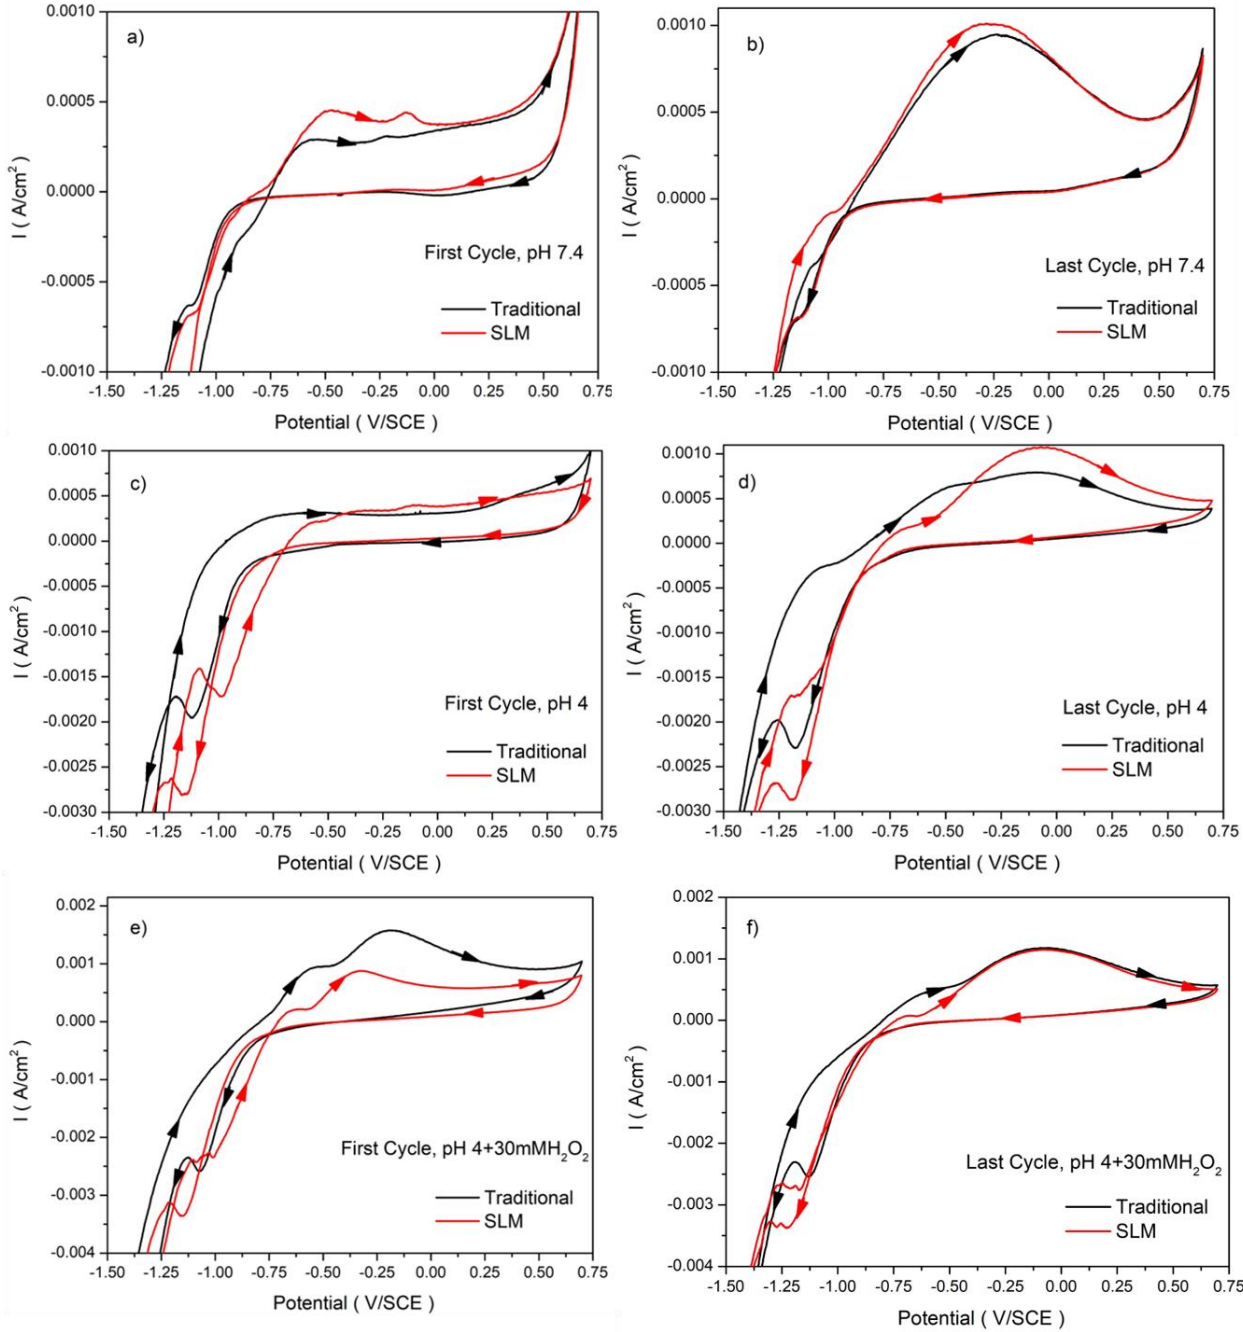 a)
0.0010
0.0005
0.0000
-0.0005
-0.0010
I ( A/cm²)
First Cycle, pH 7.4
Traditional
SLM
-1.50 -1.25 -1.00 -0.75 -0.50 -0.25 0.00 0.25 0.50 0.75
Potential ( V/SCE )
b)
0.0010
0.0005
0.0000
-0.0005
-0.0010
I ( A/cm²)
Last Cycle, pH 7.4
Traditional
SLM
-1.50 -1.25 -1.00 -0.75 -0.50 -0.25 0.00 0.25 0.50 0.75
Potential ( V/SCE )
c)
0.0010
0.0005
0.0000
-0.0005
-0.0010
-0.0015
-0.0020
-0.0025
-0.0030
I ( A/cm²)
First Cycle, pH 4
Traditional
SLM
-1.50 -1.25 -1.00 -0.75 -0.50 -0.25 0.00 0.25 0.50 0.75
Potential ( V/SCE )
d)
0.0010
0.0005
0.0000
-0.0005
-0.0010
-0.0015
-0.0020
-0.0025
-0.0030
I ( A/cm²)
Last Cycle, pH 4
Traditional
SLM
-1.50 -1.25 -1.00 -0.75 -0.50 -0.25 0.00 0.25 0.50 0.75
Potential ( V/SCE )
e)
0.002
0.001
0.000
-0.001
-0.002
-0.003
-0.004
I ( A/cm²)
First Cycle, pH 4+30mMH₂O₂
Traditional
SLM
-1.50 -1.25 -1.00 -0.75 -0.50 -0.25 0.00 0.25 0.50 0.75
Potential ( V/SCE )
f)
0.002
0.001
0.000
-0.001
-0.002
-0.003
-0.004
I ( A/cm²)
Last Cycle, pH 4+30mMH₂O₂
Traditional
SLM
-1.50 -1.25 -1.00 -0.75 -0.50 -0.25 0.00 0.25 0.50 0.75
Potential ( V/SCE )